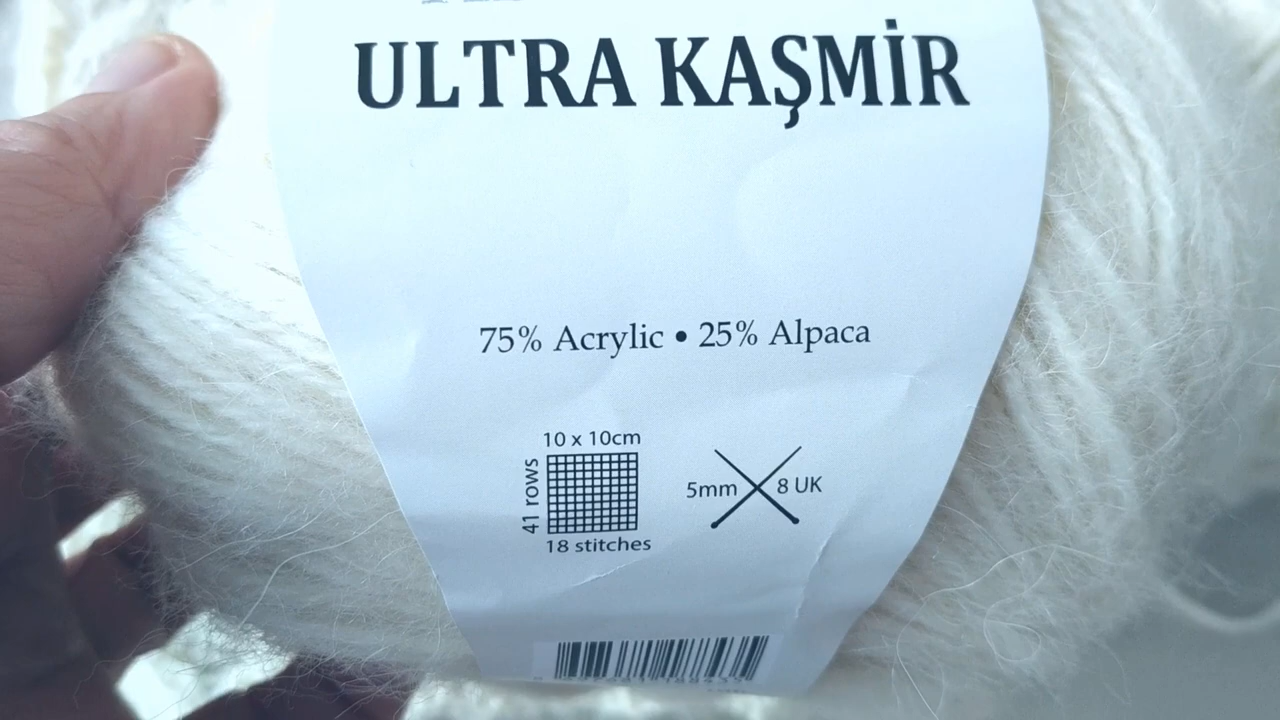 ULTRA KAŞMİR
75% Acrylic • 25% Alpaca
10 x 10cm
41 rows
18 stitches
5mm
8 UK